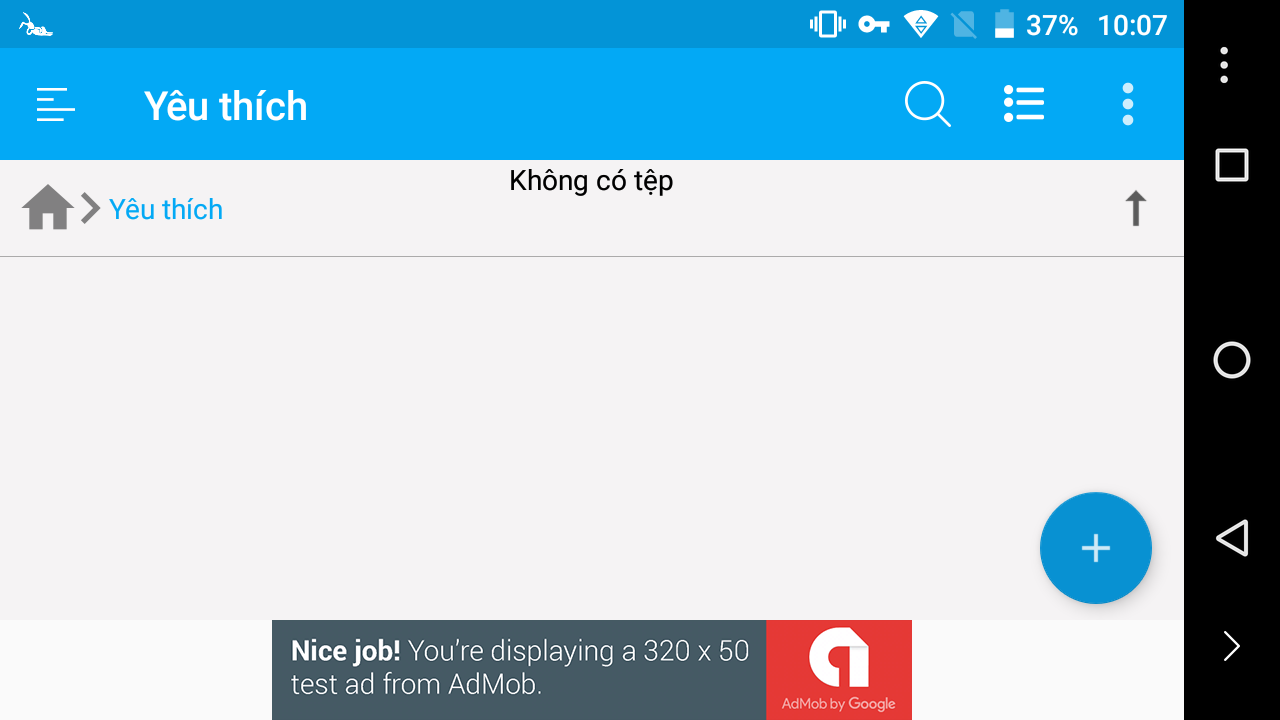 37% 10:07
Yêu thích
Không có tệp
Yêu thích
Nice job! You're displaying a 320 x 50
test ad from AdMob.
AdMob by Google